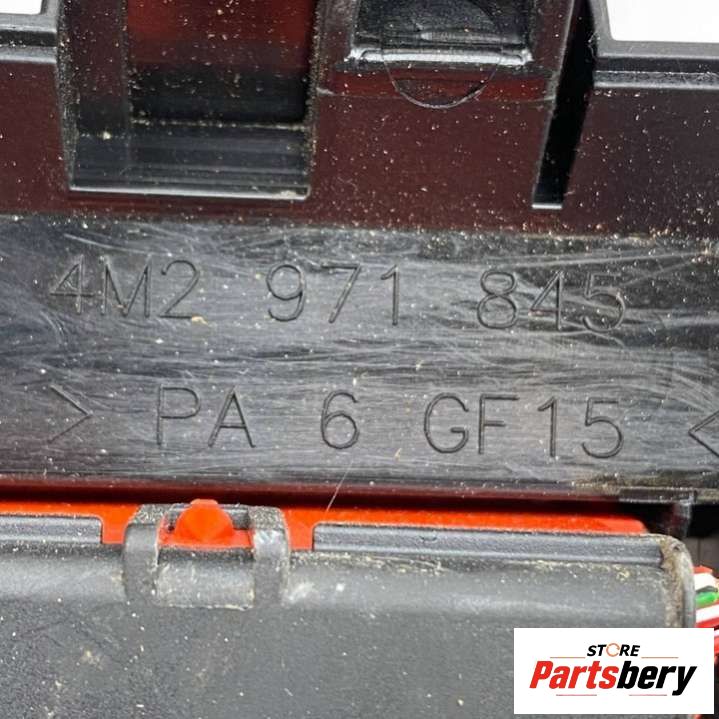 4M2 971 845
> PA 6 GF15 <
STORE
Partsbery